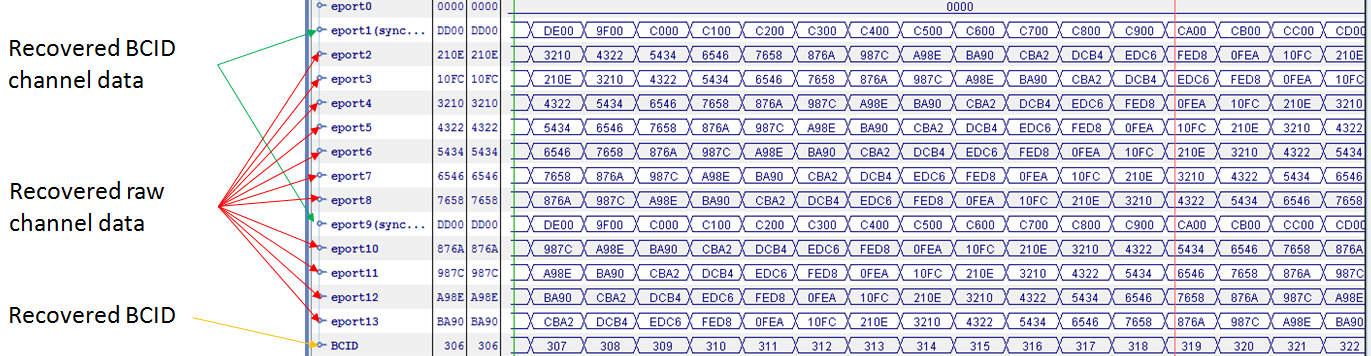 eport0 0000 0000 0000
eport1(sync... DD00 DD00 DE00 9F00 C000 C100 C200 C300 C400 C500 C600 C700 C800 C900 CA00 CB00 CC00 CD00
Recovered BCID
channel data
eport2 210E 210E 3210 4322 5434 6546 7658 876A 987C A98E BA90 CBA2 DCB4 EDC6 FED8 0FEA 10FC 210E
eport3 10FC 10FC 210E 3210 4322 5434 6546 7658 876A 987C A98E BA90 CBA2 DCB4 EDC6 FED8 0FEA 10FC
eport4 3210 3210 4322 5434 6546 7658 876A 987C A98E BA90 CBA2 DCB4 EDC6 FED8 0FEA 10FC 210E 3210
eport5 4322 4322 5434 6546 7658 876A 987C A98E BA90 CBA2 DCB4 EDC6 FED8 0FEA 10FC 210E 3210 4322
eport6 5434 5434 6546 7658 876A 987C A98E BA90 CBA2 DCB4 EDC6 FED8 0FEA 10FC 210E 3210 4322 5434
eport7 6546 6546 7658 876A 987C A98E BA90 CBA2 DCB4 EDC6 FED8 0FEA 10FC 210E 3210 4322 5434 6546
Recovered raw
channel data
eport8 7658 7658 876A 987C A98E BA90 CBA2 DCB4 EDC6 FED8 0FEA 10FC 210E 3210 4322 5434 6546 7658
eport9(sync... DD00 DD00 DE00 9F00 C000 C100 C200 C300 C400 C500 C600 C700 C800 C900 CA00 CB00 CC00 CD00
eport10 876A 876A 987C A98E BA90 CBA2 DCB4 EDC6 FED8 0FEA 10FC 210E 3210 4322 5434 6546 7658 876A
eport11 987C 987C A98E BA90 CBA2 DCB4 EDC6 FED8 0FEA 10FC 210E 3210 4322 5434 6546 7658 876A 987C
eport12 A98E A98E BA90 CBA2 DCB4 EDC6 FED8 0FEA 10FC 210E 3210 4322 5434 6546 7658 876A 987C A98E
Recovered BCID
eport13 BA90 BA90 CBA2 DCB4 EDC6 FED8 0FEA 10FC 210E 3210 4322 5434 6546 7658 876A 987C A98E BA90
BCID 306 306 307 308 309 310 311 312 313 314 315 316 317 318 319 320 321 322